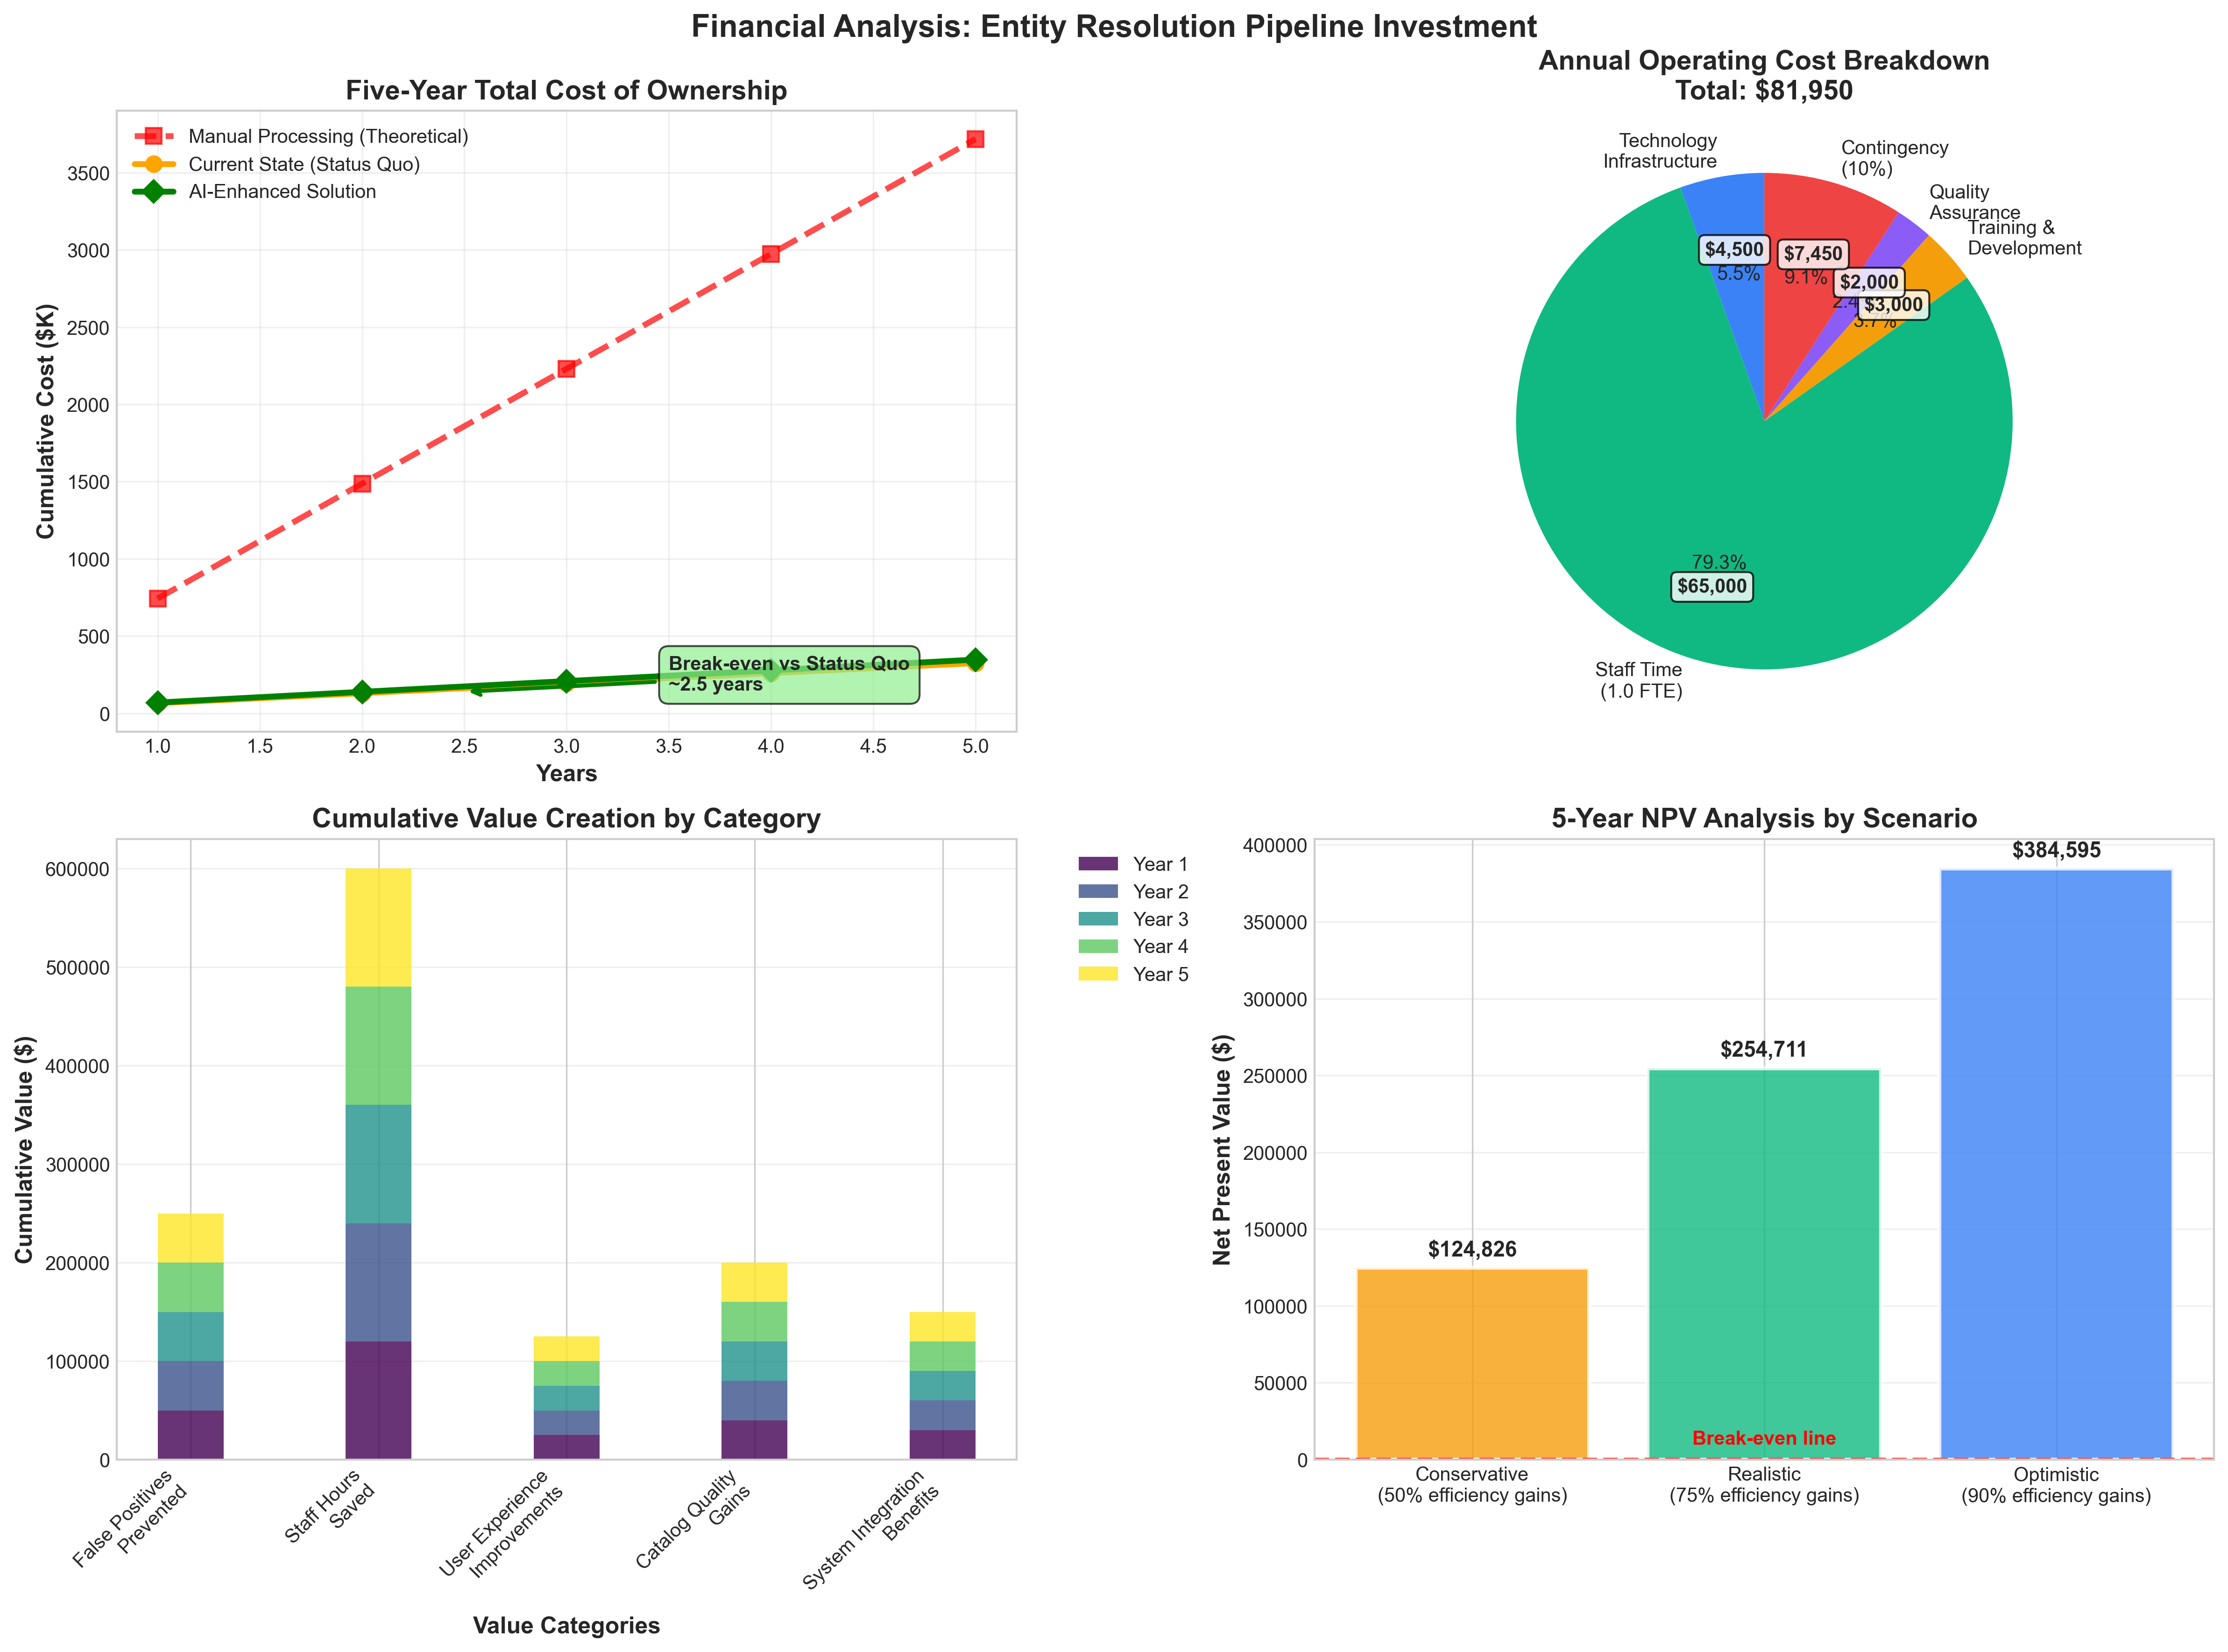 Financial Analysis: Entity Resolution Pipeline Investment
Five-Year Total Cost of Ownership
Manual Processing (Theoretical)
Current State (Status Quo)
AI-Enhanced Solution
Cumulative Cost ($K)
3500
3000
2500
2000
1500
1000
500
0
Break-even vs Status Quo
~2.5 years
1.0
1.5
2.0
2.5
3.0
3.5
4.0
4.5
5.0
Years
Annual Operating Cost Breakdown
Total: $81,950
Technology
Infrastructure
Contingency
(10%)
Quality
Assurance
Training &
Development
$4,500
5.5%
$7,450
9.1%
$2,000
2.4
$3,000
3.7%
79.3%
$65,000
Staff Time
(1.0 FTE)
Cumulative Value Creation by Category
Cumulative Value ($)
600000
500000
400000
300000
200000
100000
0
Year 1
Year 2
Year 3
Year 4
Year 5
False Positives
Prevented
Staff Hours
Saved
User Experience
Improvements
Catalog Quality
Gains
System Integration
Benefits
Value Categories
5-Year NPV Analysis by Scenario
Net Present Value ($)
400000
350000
300000
250000
200000
150000
100000
50000
0
$124,826
$254,711
$384,595
Break-even line
Conservative
(50% efficiency gains)
Realistic
(75% efficiency gains)
Optimistic
(90% efficiency gains)